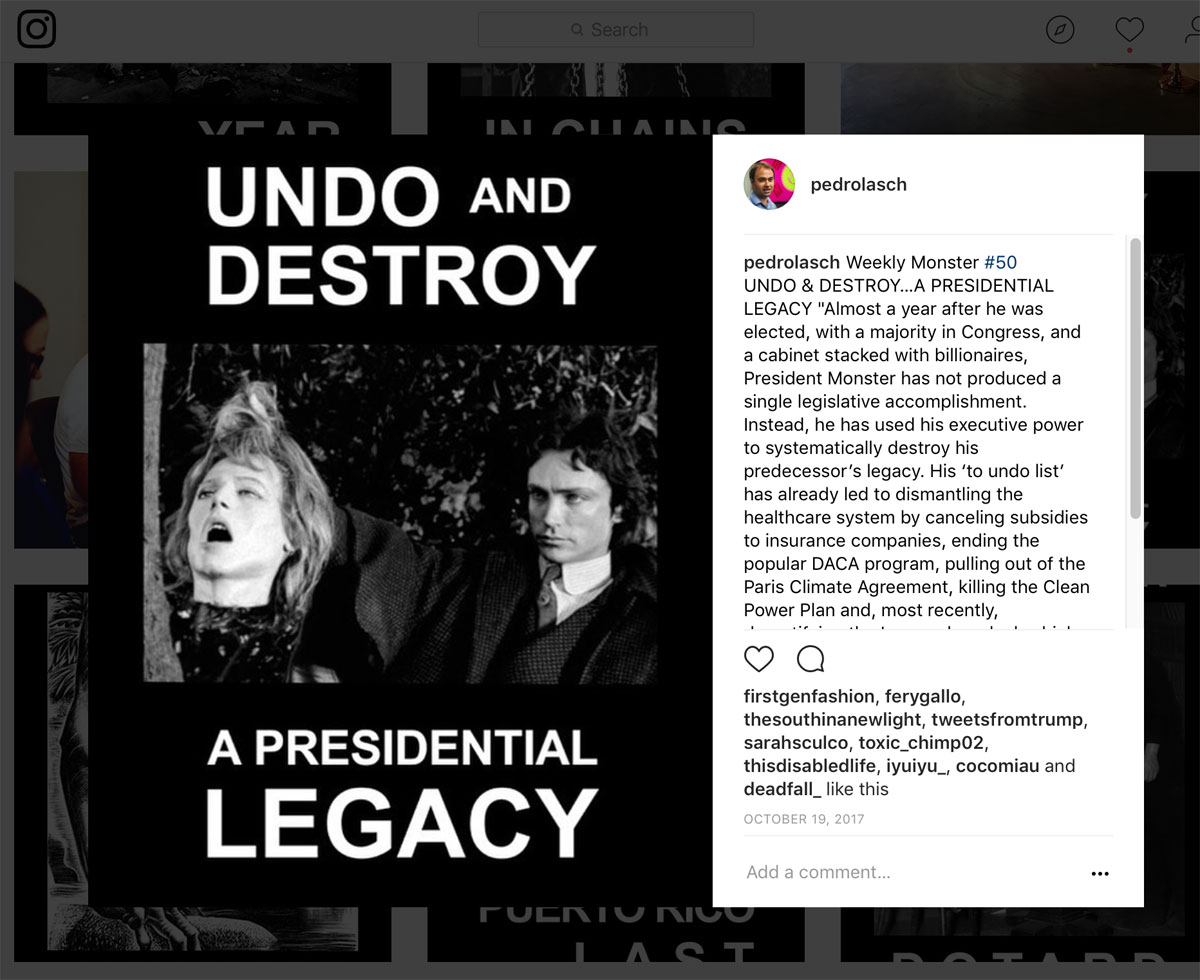 Search
YEAR
IN CHAINS
UNDO AND
DESTROY
A PRESIDENTIAL
LEGACY
pedrolasch
pedrolasch Weekly Monster #50
UNDO & DESTROY...A PRESIDENTIAL
LEGACY "Almost a year after he was
elected, with a majority in Congress, and
a cabinet stacked with billionaires,
President Monster has not produced a
single legislative accomplishment.
Instead, he has used his executive power
to systematically destroy his
predecessor’s legacy. His ‘to undo list’
has already led to dismantling the
healthcare system by canceling subsidies
to insurance companies, ending the
popular DACA program, pulling out of the
Paris Climate Agreement, killing the Clean
Power Plan and, most recently,
firstgenfashion, ferygallo,
thesouthinanewlight, tweetsfromtrump,
sarahsculco, toxic_chimp02,
thisdisabledlife, iyuiyu_, cocomiau and
deadfall_ like this
OCTOBER 19, 2017
Add a comment...
PUERTO RICO
LAST